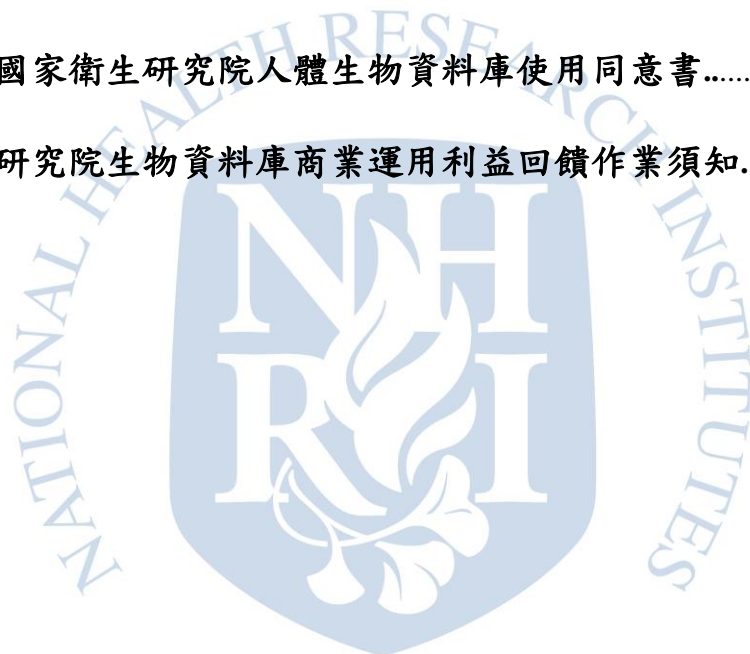 國家衛生研究院人體生物資料庫使用同意書........
研究院生物資料庫商業運用利益回饋作業須知.
NATIONAL HEALTH RESEARCH INSTITUTES
NH
RI